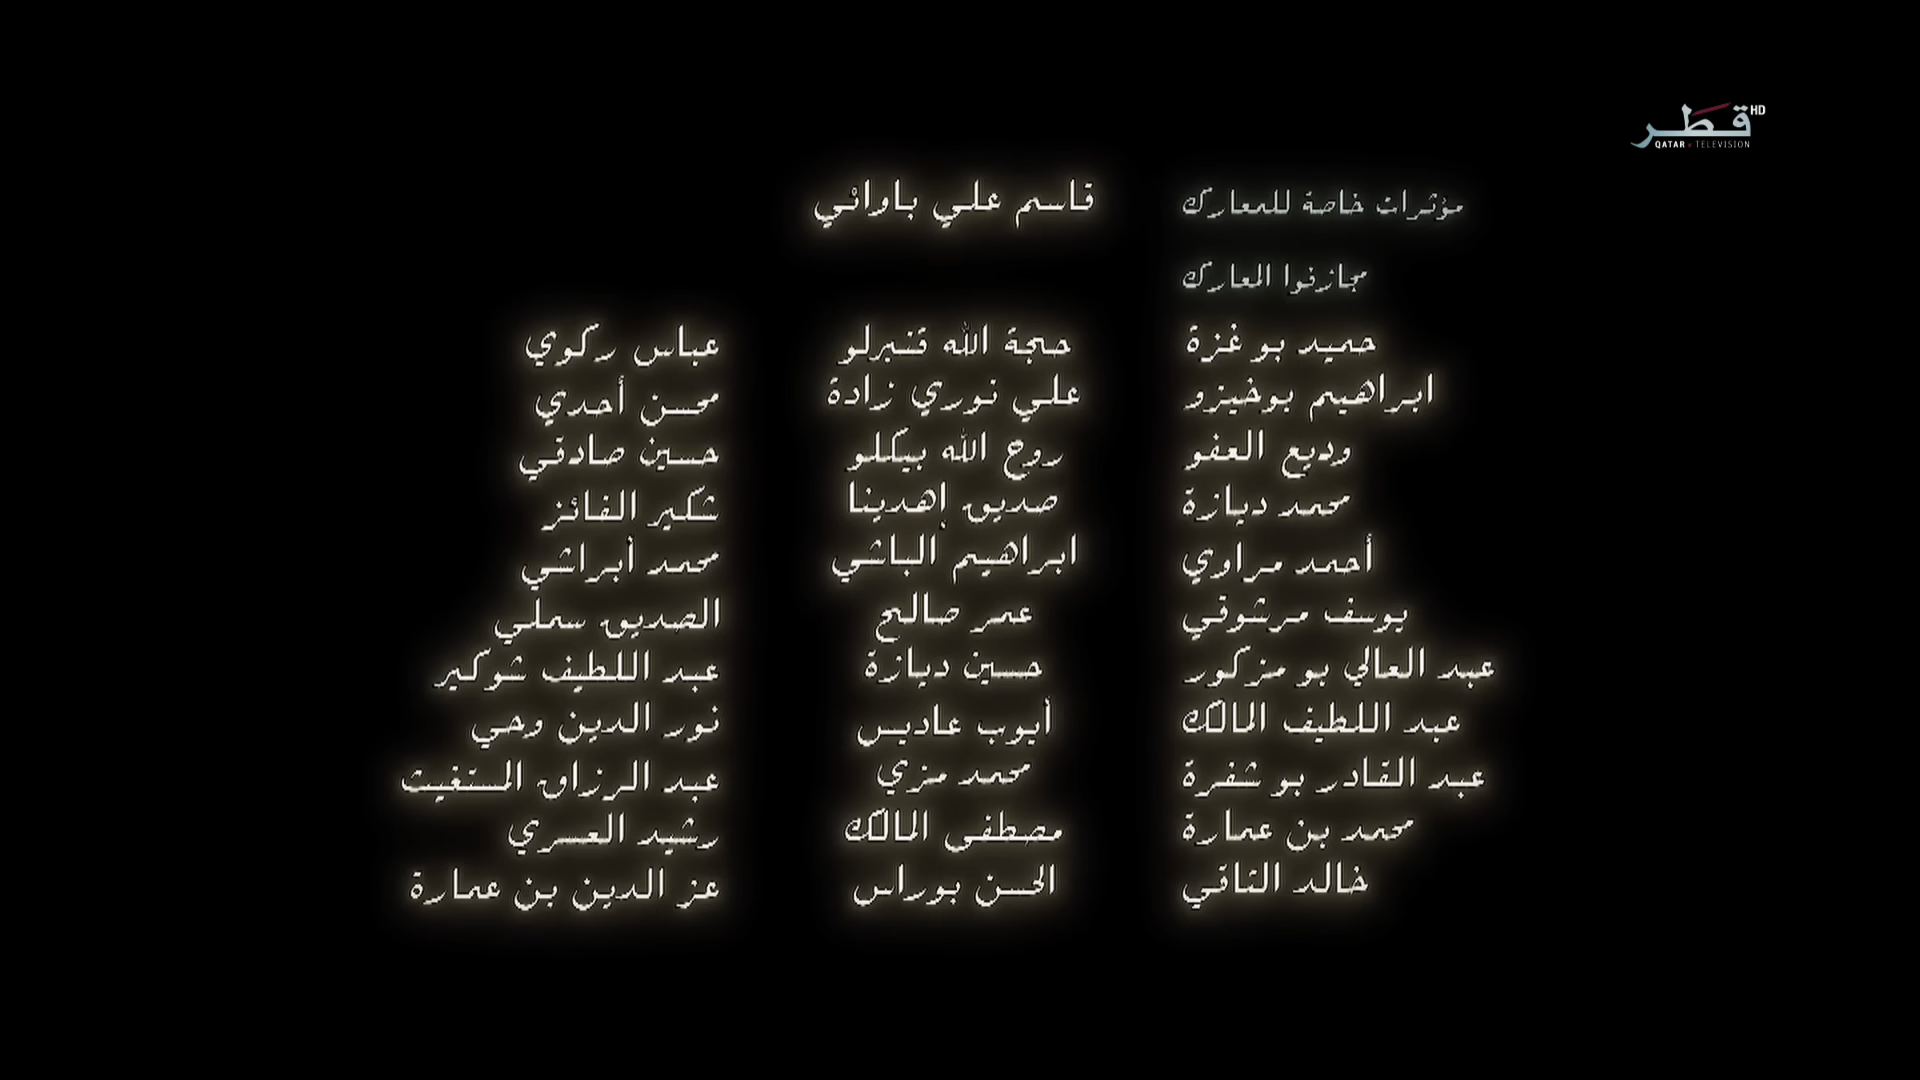 قطر HD
QATAR TELEVISION
مؤثرات خاصة للمعارك قاسم علي باوائي
مجازفوا المعارك
حميد بو غزة حجة الله قنبرلو عباس ركوي
ابراهيم بوخيزو علي نوري زادة محسن أحدي
وديع العفو روح الله بيكلو حسين صادقي
محمد ديازة صديق إهدينا شكير الفائز
أحمد مراوي ابراهيم ألباشي محمد أبراشي
يوسف مرشوقي عمر صالح الصديق سملي
عبد العالي بو مزكور حسين ديازة عبد اللطيف شوكير
عبد اللطيف المالك أيوب عاديس نور الدين وحي
عبد القادر بو شفرة محمد مزي عبد الرزاق المستغيث
محمد بن عمارة مصطفى المالك رشيد العسري
خالد التاقي الحسن بوراس عز الدين بن عمارة